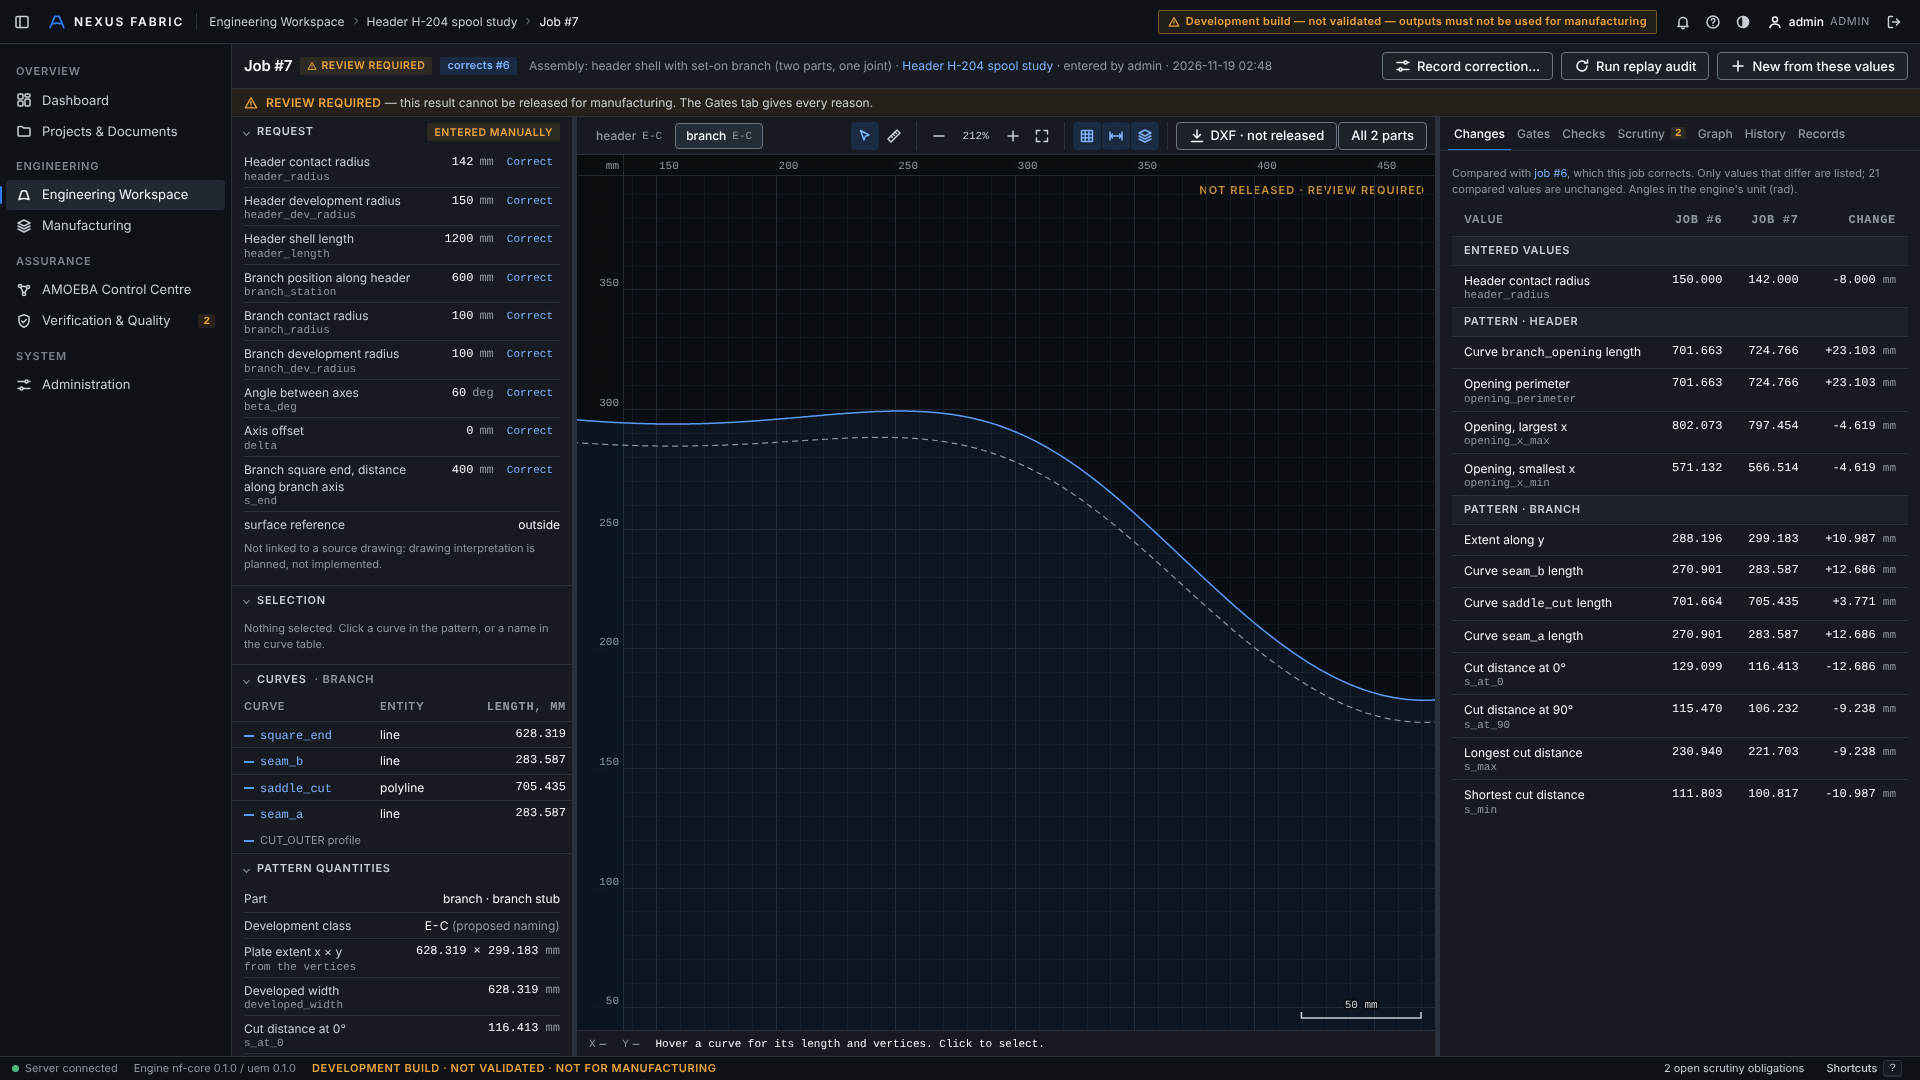 NEXUS FABRIC
Engineering Workspace > Header H-204 spool study > Job #7
Development build — not validated — outputs must not be used for manufacturing
admin ADMIN
OVERVIEW
Dashboard
Projects & Documents
ENGINEERING
Engineering Workspace
Manufacturing
ASSURANCE
AMOEBA Control Centre
Verification & Quality 2
SYSTEM
Administration
Job #7 REVIEW REQUIRED corrects #6 Assembly: header shell with set-on branch (two parts, one joint) · Header H-204 spool study · entered by admin · 2026-11-19 02:48
Record correction... Run replay audit New from these values
REVIEW REQUIRED — this result cannot be released for manufacturing. The Gates tab gives every reason.
REQUEST ENTERED MANUALLY
Header contact radius 142 mm Correct
header_radius
Header development radius 150 mm Correct
header_dev_radius
Header shell length 1200 mm Correct
header_length
Branch position along header 600 mm Correct
branch_station
Branch contact radius 100 mm Correct
branch_radius
Branch development radius 100 mm Correct
branch_dev_radius
Angle between axes 60 deg Correct
beta_deg
Axis offset 0 mm Correct
delta
Branch square end, distance 400 mm Correct
along branch axis
s_end
surface reference outside
Not linked to a source drawing: drawing interpretation is
planned, not implemented.
SELECTION
Nothing selected. Click a curve in the pattern, or a name in
the curve table.
CURVES · BRANCH
CURVE ENTITY LENGTH, MM
square_end line 628.319
seam_b line 283.587
saddle_cut polyline 705.435
seam_a line 283.587
CUT_OUTER profile
PATTERN QUANTITIES
Part branch · branch stub
Development class E-C (proposed naming)
Plate extent x × y 628.319 × 299.183 mm
from the vertices
Developed width 628.319 mm
developed_width
Cut distance at 0° 116.413 mm
s_at_0
header E-C branch E-C
212%
DXF · not released All 2 parts
mm 150 200 250 300 350 400 450
NOT RELEASED · REVIEW REQUIRED
350
300
250
200
150
100
50
50 mm
X — Y — Hover a curve for its length and vertices. Click to select.
Changes Gates Checks Scrutiny 2 Graph History Records
Compared with job #6, which this job corrects. Only values that differ are listed; 21
compared values are unchanged. Angles in the engine's unit (rad).
VALUE JOB #6 JOB #7 CHANGE
ENTERED VALUES
Header contact radius 150.000 142.000 -8.000 mm
header_radius
PATTERN · HEADER
Curve branch_opening length 701.663 724.766 +23.103 mm
Opening perimeter 701.663 724.766 +23.103 mm
opening_perimeter
Opening, largest x 802.073 797.454 -4.619 mm
opening_x_max
Opening, smallest x 571.132 566.514 -4.619 mm
opening_x_min
PATTERN · BRANCH
Extent along y 288.196 299.183 +10.987 mm
Curve seam_b length 270.901 283.587 +12.686 mm
Curve saddle_cut length 701.664 705.435 +3.771 mm
Curve seam_a length 270.901 283.587 +12.686 mm
Cut distance at 0° 129.099 116.413 -12.686 mm
s_at_0
Cut distance at 90° 115.470 106.232 -9.238 mm
s_at_90
Longest cut distance 230.940 221.703 -9.238 mm
s_max
Shortest cut distance 111.803 100.817 -10.987 mm
s_min
Server connected Engine nf-core 0.1.0 / uem 0.1.0 DEVELOPMENT BUILD · NOT VALIDATED · NOT FOR MANUFACTURING
2 open scrutiny obligations Shortcuts ?